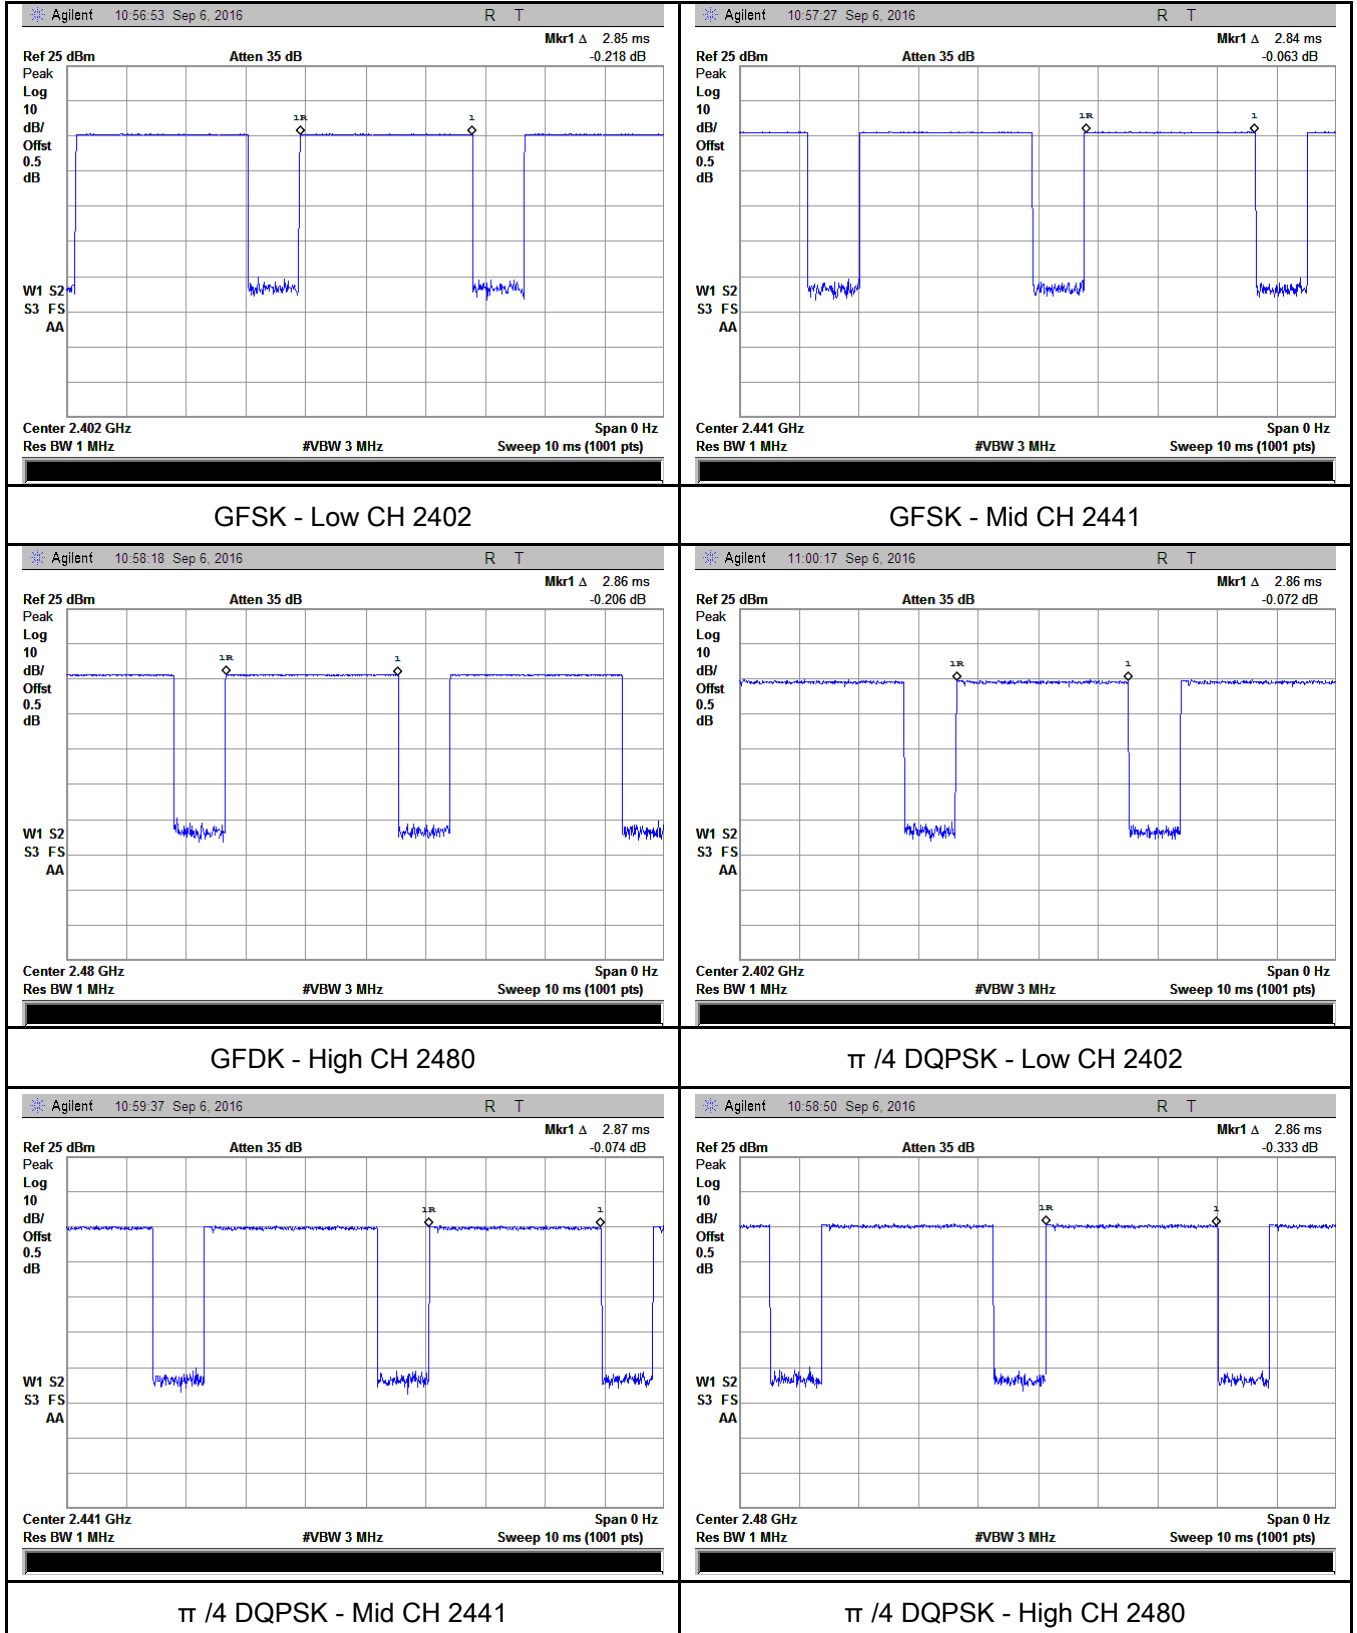 Agilent 10:56:53 Sep 6, 2016 R T
Mkr1 Δ 2.85 ms
Ref 25 dBm Atten 35 dB -0.218 dB
Peak
Log
10
dB/
Offst
0.5
dB
1R 1
W1 S2
S3 FS
AA
Center 2.402 GHz Span 0 Hz
Res BW 1 MHz #VBW 3 MHz Sweep 10 ms (1001 pts)
GFSK - Low CH 2402
Agilent 10:57:27 Sep 6, 2016 R T
Mkr1 Δ 2.84 ms
Ref 25 dBm Atten 35 dB -0.063 dB
Peak
Log
10
dB/
Offst
0.5
dB
1R 1
W1 S2
S3 FS
AA
Center 2.441 GHz Span 0 Hz
Res BW 1 MHz #VBW 3 MHz Sweep 10 ms (1001 pts)
GFSK - Mid CH 2441
Agilent 10:58:18 Sep 6, 2016 R T
Mkr1 Δ 2.86 ms
Ref 25 dBm Atten 35 dB -0.206 dB
Peak
Log
10
dB/
Offst
0.5
dB
1R 1
W1 S2
S3 FS
AA
Center 2.48 GHz Span 0 Hz
Res BW 1 MHz #VBW 3 MHz Sweep 10 ms (1001 pts)
GFDK - High CH 2480
Agilent 11:00:17 Sep 6, 2016 R T
Mkr1 Δ 2.86 ms
Ref 25 dBm Atten 35 dB -0.072 dB
Peak
Log
10
dB/
Offst
0.5
dB
1R 1
W1 S2
S3 FS
AA
Center 2.402 GHz Span 0 Hz
Res BW 1 MHz #VBW 3 MHz Sweep 10 ms (1001 pts)
π /4 DQPSK - Low CH 2402
Agilent 10:59:37 Sep 6, 2016 R T
Mkr1 Δ 2.87 ms
Ref 25 dBm Atten 35 dB -0.074 dB
Peak
Log
10
dB/
Offst
0.5
dB
1R 1
W1 S2
S3 FS
AA
Center 2.441 GHz Span 0 Hz
Res BW 1 MHz #VBW 3 MHz Sweep 10 ms (1001 pts)
π /4 DQPSK - Mid CH 2441
Agilent 10:58:50 Sep 6, 2016 R T
Mkr1 Δ 2.86 ms
Ref 25 dBm Atten 35 dB -0.333 dB
Peak
Log
10
dB/
Offst
0.5
dB
1R 1
W1 S2
S3 FS
AA
Center 2.48 GHz Span 0 Hz
Res BW 1 MHz #VBW 3 MHz Sweep 10 ms (1001 pts)
π /4 DQPSK - High CH 2480